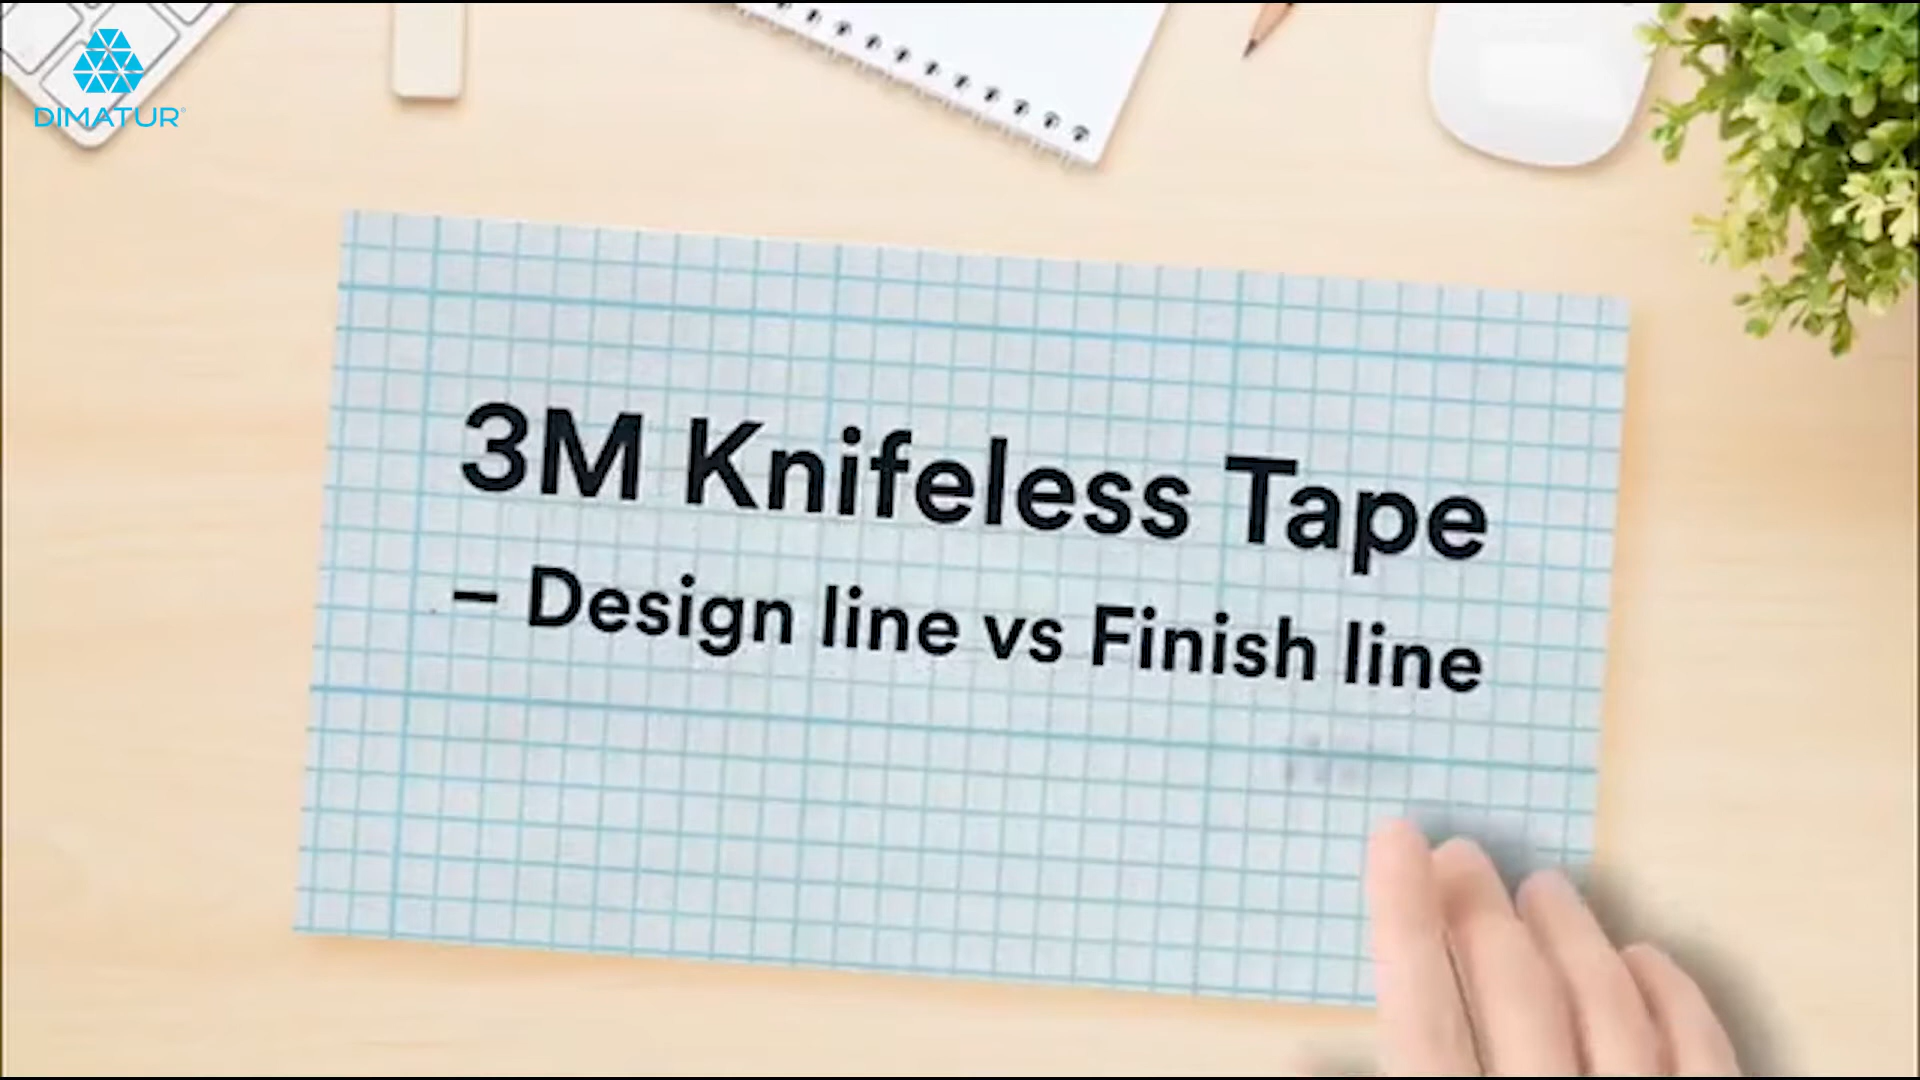 DIMATUR®
3M Knifeless Tape
– Design line vs Finish line